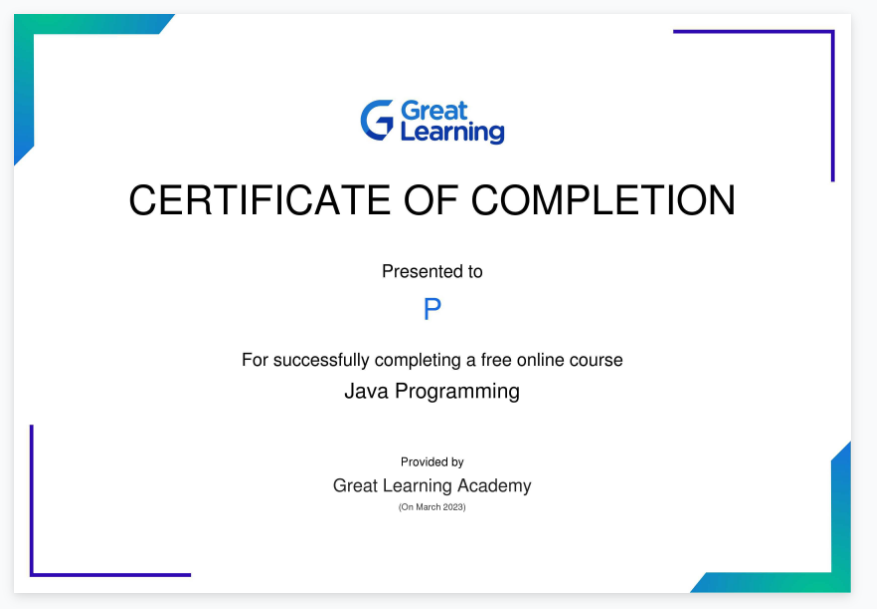 Great
Learning
CERTIFICATE OF COMPLETION
Presented to
P
For successfully completing a free online course
Java Programming
Provided by
Great Learning Academy
(On March 2023)